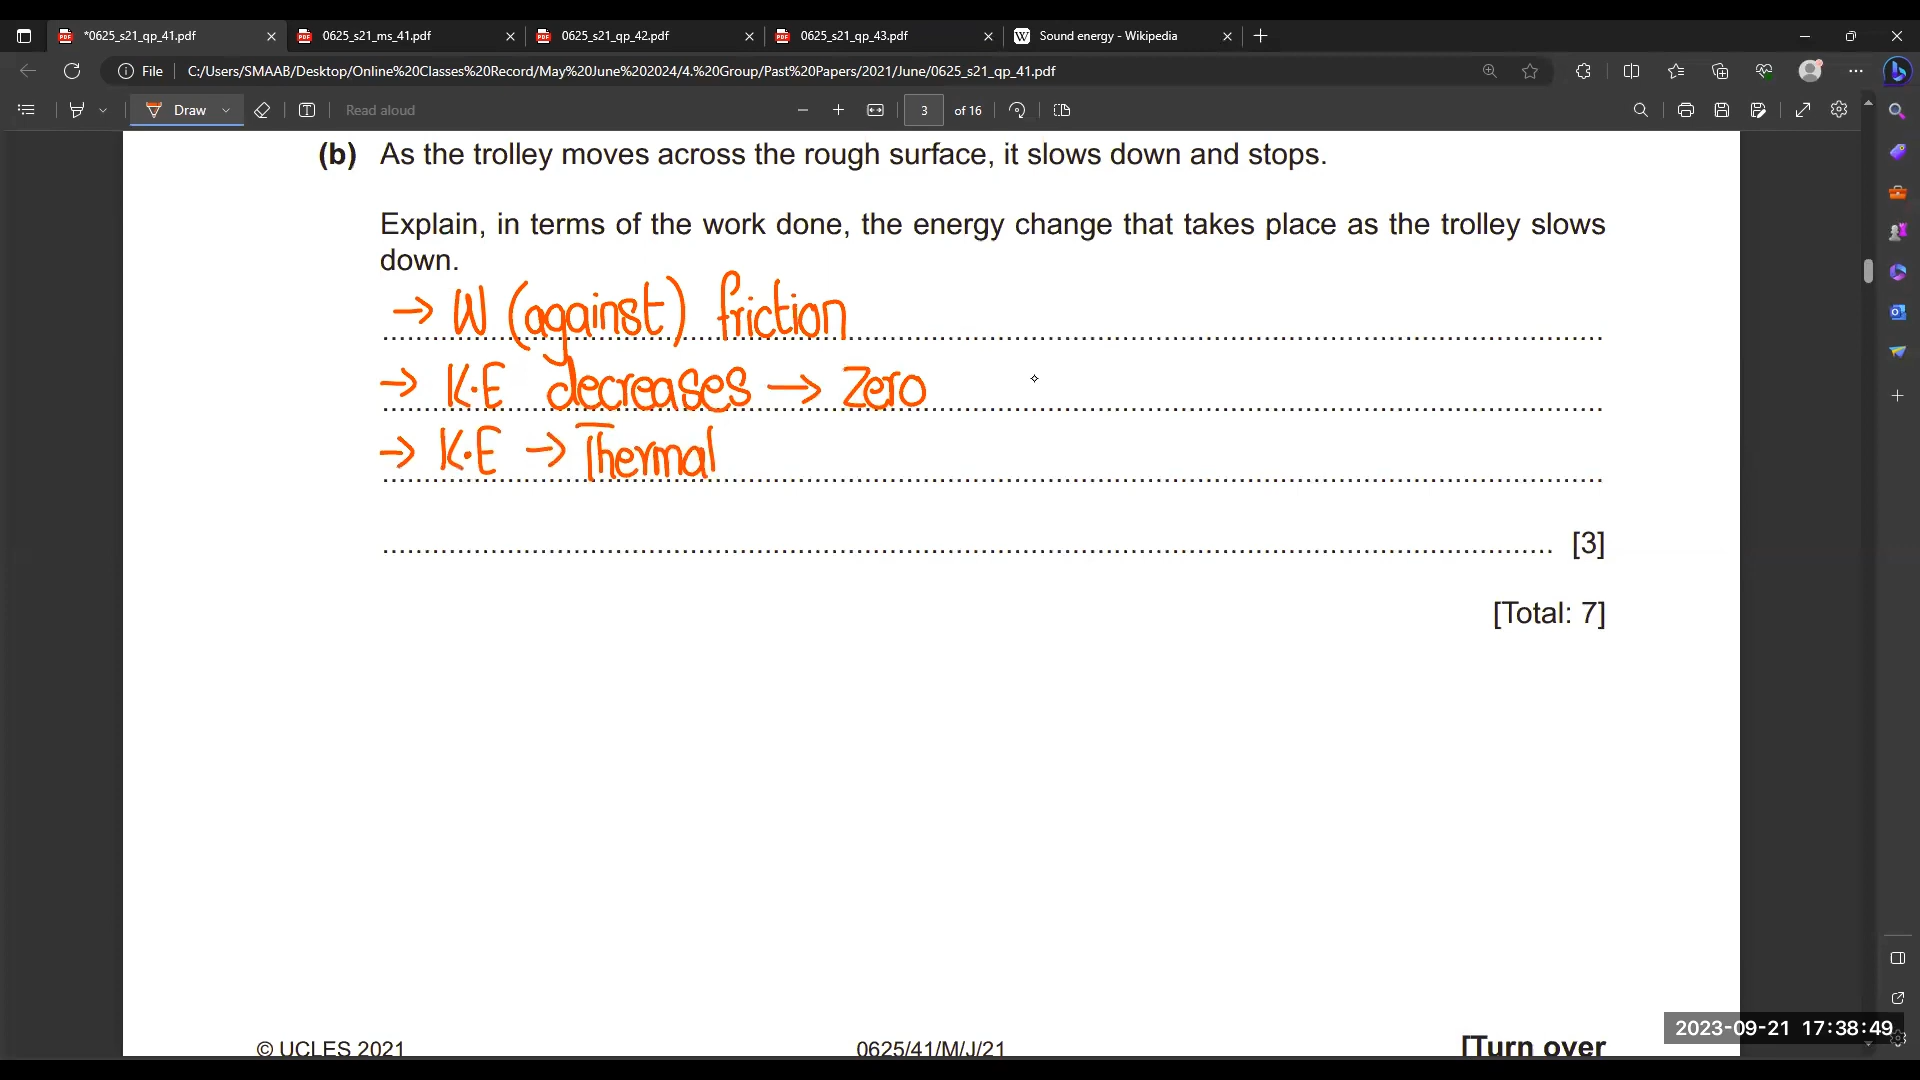 *0625_s21_qp_41.pdf
0625_s21_ms_41.pdf
0625_s21_qp_42.pdf
0625_s21_qp_43.pdf
W
Sound energy - Wikipedia
File
C:/Users/SMAAB/Desktop/Online%20Classes%20Record/May%20June%202024/4.%20Group/Past%20Papers/2021/June/0625_s21_qp_41.pdf
Draw
Read aloud
3
of 16
(b) As the trolley moves across the rough surface, it slows down and stops.
Explain, in terms of the work done, the energy change that takes place as the trolley slows
down.
→ W (against) friction
→ K.E decreases → Zero
→ K.E → Thermal
[3]
[Total: 7]
2023-09-21 17:38:49
© UCLES 2021
0625/41/M/J/21
[Turn over